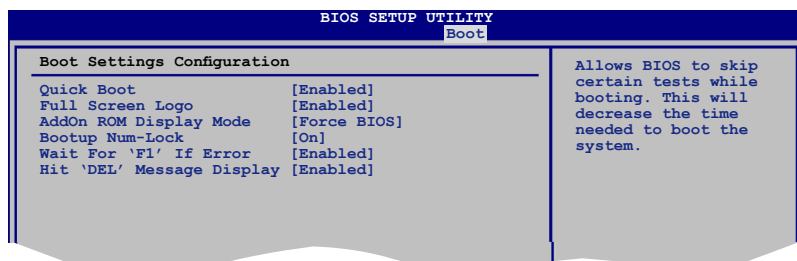 BIOS SETUP UTILITY
Boot
Boot Settings Configuration
Quick Boot [Enabled]
Full Screen Logo [Enabled]
AddOn ROM Display Mode [Force BIOS]
Bootup Num-Lock [On]
Wait For ‘F1’ If Error [Enabled]
Hit ‘DEL’ Message Display [Enabled]
Allows BIOS to skip
certain tests while
booting. This will
decrease the time
needed to boot the
system.